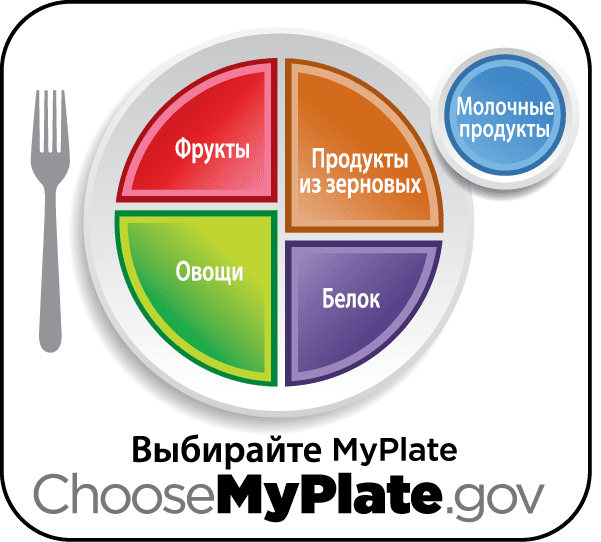 Фрукты
Продукты
из зерновых
Молочные
продукты
Овощи
Белок
Выбирайте MyPlate
ChooseMyPlate.gov